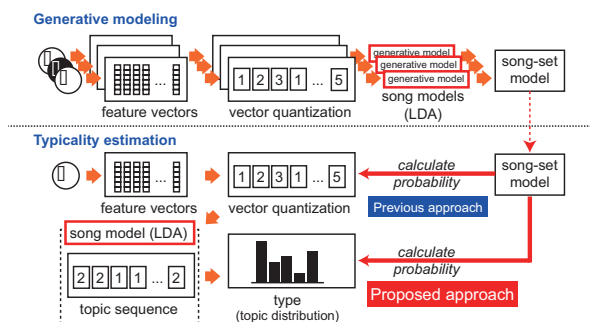 Generative modeling
...
feature vectors
1 2 3 1 ... 5
vector quantization
generative model
generative model
generative model
song models
(LDA)
song-set
model
Typicality estimation
...
feature vectors
1 2 3 1 ... 5
vector quantization
calculate
probability
Previous approach
song-set
model
song model (LDA)
2 2 1 1 ... 2
topic sequence
type
(topic distribution)
calculate
probability
Proposed approach